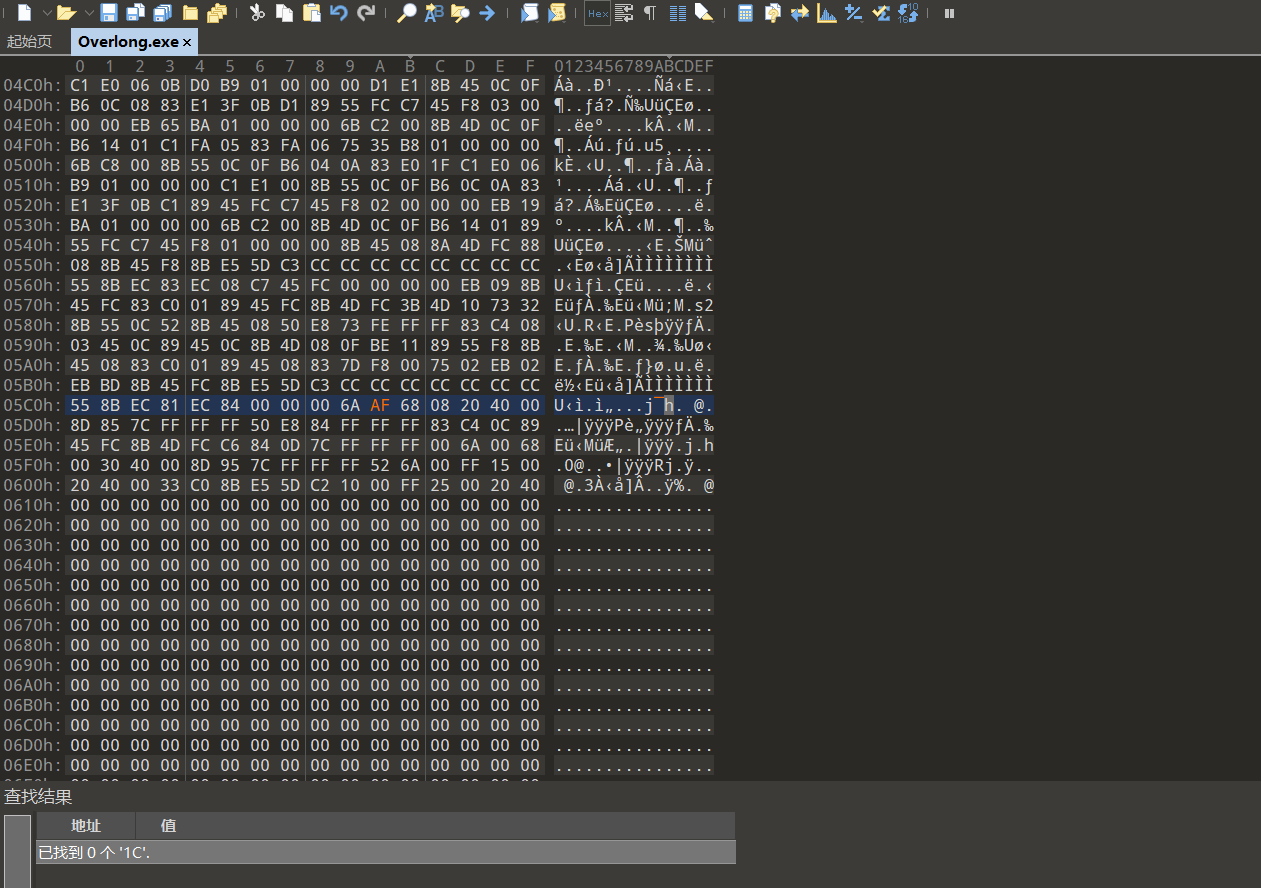 起始页 Overlong.exe ×
0 1 2 3 4 5 6 7 8 9 A B C D E F 0123456789ABCDEF
04C0h: C1 E0 06 0B D0 B9 01 00 00 00 D1 E1 8B 45 0C 0F Áà..Ð¹....Ñá‹E..
04D0h: B6 0C 08 83 E1 3F 0B D1 89 55 FC C7 45 F8 03 00 ¶..ƒá?.Ñ‰UüÇEø..
04E0h: 00 00 EB 65 BA 01 00 00 00 6B C2 00 8B 4D 0C 0F ..ëeº....kÂ.‹M..
04F0h: B6 14 01 C1 FA 05 83 FA 06 75 35 B8 01 00 00 00 ¶..Áú.ƒú.u5¸....
0500h: 6B C8 00 8B 55 0C 0F B6 04 0A 83 E0 1F C1 E0 06 kÈ.‹U..¶..ƒà.Áà.
0510h: B9 01 00 00 00 C1 E1 00 8B 55 0C 0F B6 0C 0A 83 ¹....Áá.‹U..¶..ƒ
0520h: E1 3F 0B C1 89 45 FC C7 45 F8 02 00 00 00 EB 19 á?.Á‰EüÇEø....ë.
0530h: BA 01 00 00 00 6B C2 00 8B 4D 0C 0F B6 14 01 89 º....kÂ.‹M..¶..‰
0540h: 55 FC C7 45 F8 01 00 00 00 8B 45 08 8A 4D FC 88 UüÇEø....‹E.ŠMüˆ
0550h: 08 8B 45 F8 8B E5 5D C3 CC CC CC CC CC CC CC CC .‹Eø‹å]ÃÌÌÌÌÌÌÌÌ
0560h: 55 8B EC 83 EC 08 C7 45 FC 00 00 00 00 EB 09 8B U‹ìƒì.ÇEü....ë.‹
0570h: 45 FC 83 C0 01 89 45 FC 8B 4D FC 3B 4D 10 73 32 EüƒÀ.‰Eü‹Mü;M.s2
0580h: 8B 55 0C 52 8B 45 08 50 E8 73 FE FF FF 83 C4 08 ‹U.R‹E.PèsþÿÿƒÄ.
0590h: 03 45 0C 89 45 0C 8B 4D 08 0F BE 11 89 55 F8 8B .E.‰E.‹M..¾.‰Uø‹
05A0h: 45 08 83 C0 01 89 45 08 83 7D F8 00 75 02 EB 02 E.ƒÀ.‰E.ƒ}ø.u.ë.
05B0h: EB BD 8B 45 FC 8B E5 5D C3 CC CC CC CC CC CC CC ë½‹Eü‹å]ÃÌÌÌÌÌÌÌ
05C0h: 55 8B EC 81 EC 84 00 00 00 6A AF 68 08 20 40 00 U‹ì.ì„...j¯h. @.
05D0h: 8D 85 7C FF FF FF 50 E8 84 FF FF FF 83 C4 0C 89 .…|ÿÿÿPè„ÿÿÿƒÄ.‰
05E0h: 45 FC 8B 4D FC C6 84 0D 7C FF FF FF 00 6A 00 68 Eü‹MüÆ„.|ÿÿÿ.j.h
05F0h: 00 30 40 00 8D 95 7C FF FF FF 52 6A 00 FF 15 00 .0@..•|ÿÿÿRj.ÿ..
0600h: 20 40 00 33 C0 8B E5 5D C2 10 00 FF 25 00 20 40  @.3À‹å]Â..ÿ%. @
0610h: 00 00 00 00 00 00 00 00 00 00 00 00 00 00 00 00 ................
0620h: 00 00 00 00 00 00 00 00 00 00 00 00 00 00 00 00 ................
0630h: 00 00 00 00 00 00 00 00 00 00 00 00 00 00 00 00 ................
0640h: 00 00 00 00 00 00 00 00 00 00 00 00 00 00 00 00 ................
0650h: 00 00 00 00 00 00 00 00 00 00 00 00 00 00 00 00 ................
0660h: 00 00 00 00 00 00 00 00 00 00 00 00 00 00 00 00 ................
0670h: 00 00 00 00 00 00 00 00 00 00 00 00 00 00 00 00 ................
0680h: 00 00 00 00 00 00 00 00 00 00 00 00 00 00 00 00 ................
0690h: 00 00 00 00 00 00 00 00 00 00 00 00 00 00 00 00 ................
06A0h: 00 00 00 00 00 00 00 00 00 00 00 00 00 00 00 00 ................
06B0h: 00 00 00 00 00 00 00 00 00 00 00 00 00 00 00 00 ................
06C0h: 00 00 00 00 00 00 00 00 00 00 00 00 00 00 00 00 ................
06D0h: 00 00 00 00 00 00 00 00 00 00 00 00 00 00 00 00 ................
06E0h: 00 00 00 00 00 00 00 00 00 00 00 00 00 00 00 00 ................
查找结果
地址 值
已找到 0 个 '1C'.